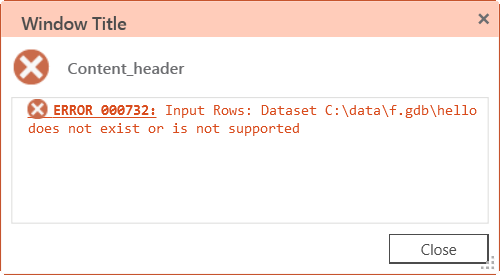 Window Title
Content_header
ERROR 000732: Input Rows: Dataset C:\data\f.gdb\hello
does not exist or is not supported
Close